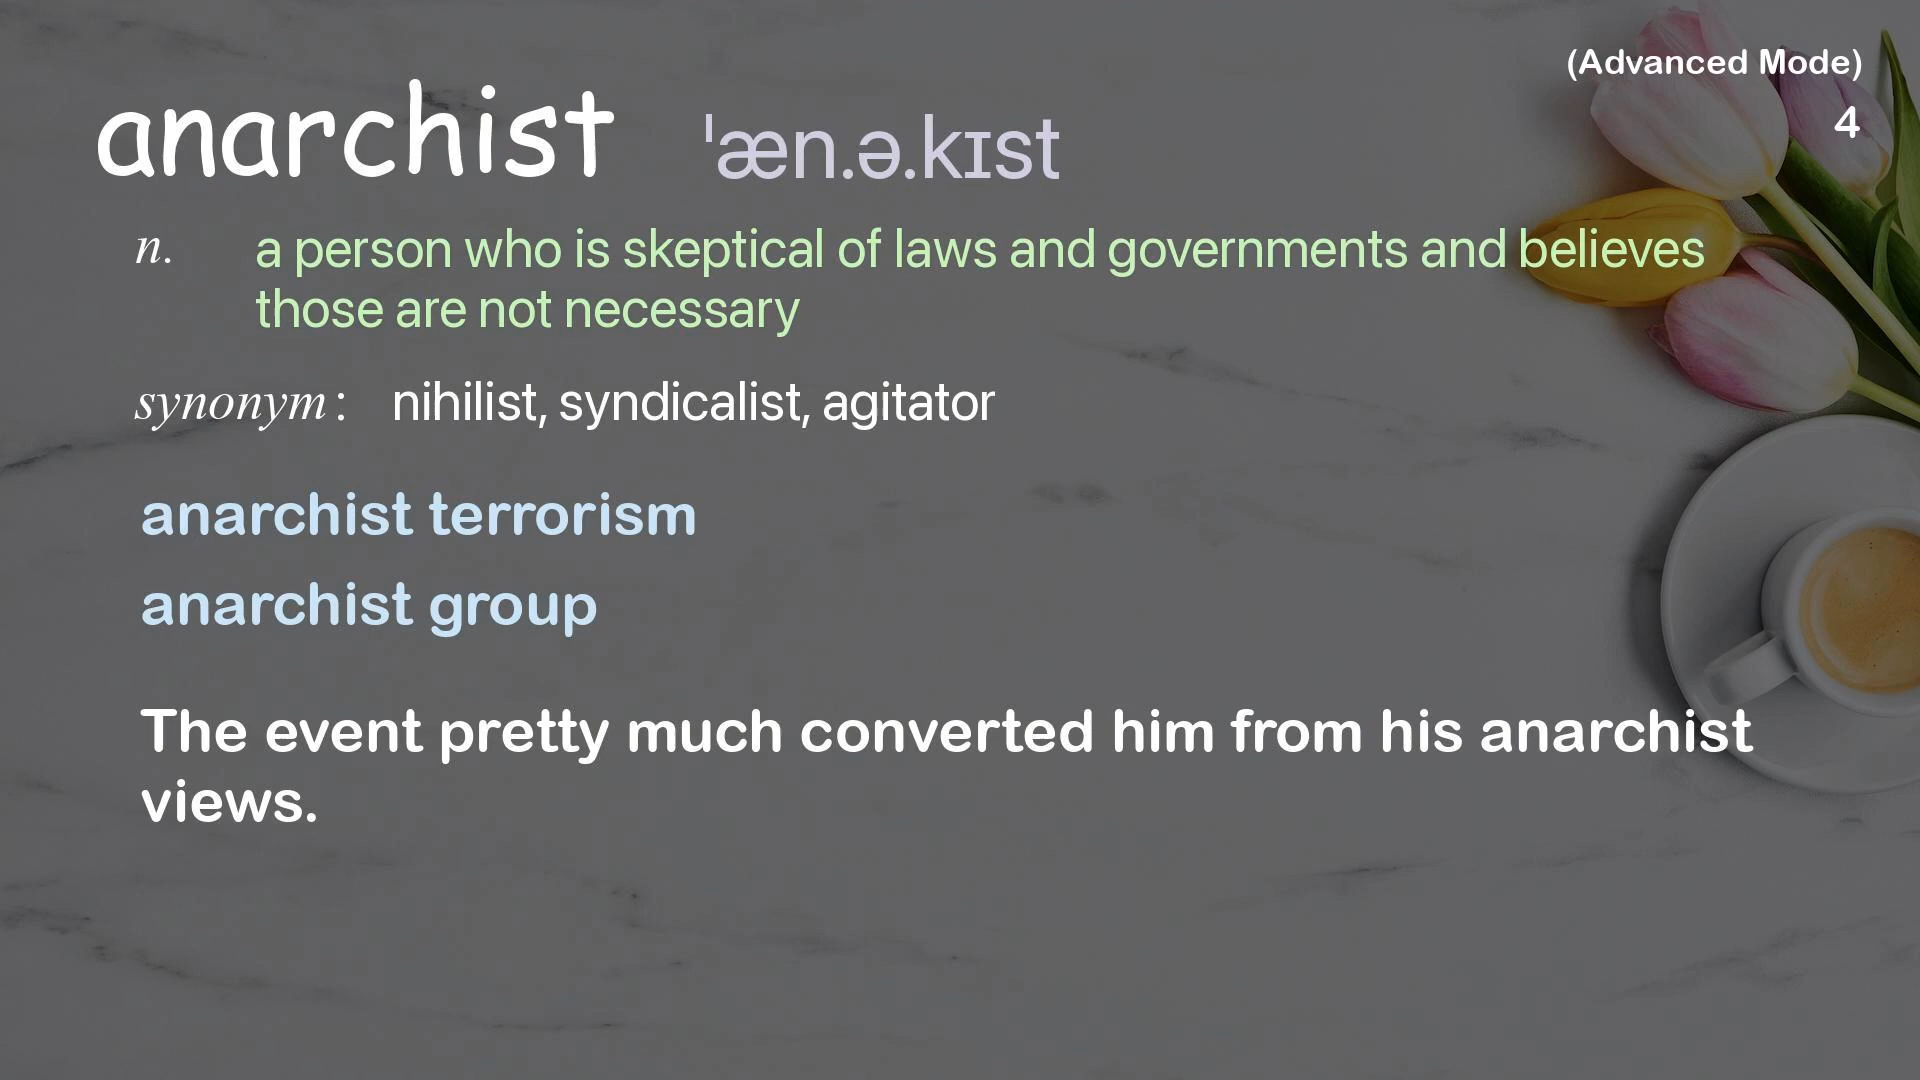 (Advanced Mode)
4
anarchist ˈæn.ə.kɪst
n. a person who is skeptical of laws and governments and believes
those are not necessary
synonym: nihilist, syndicalist, agitator
anarchist terrorism
anarchist group
The event pretty much converted him from his anarchist
views.